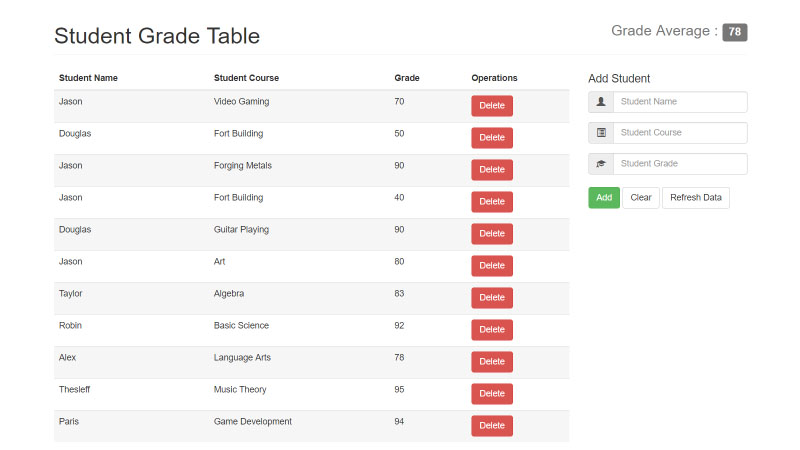 Student Grade Table
Grade Average : 78
Student Name Student Course Grade Operations
Jason Video Gaming 70 Delete
Douglas Fort Building 50 Delete
Jason Forging Metals 90 Delete
Jason Fort Building 40 Delete
Douglas Guitar Playing 90 Delete
Jason Art 80 Delete
Taylor Algebra 83 Delete
Robin Basic Science 92 Delete
Alex Language Arts 78 Delete
Thesleff Music Theory 95 Delete
Paris Game Development 94 Delete
Add Student
Student Name
Student Course
Student Grade
Add Clear Refresh Data